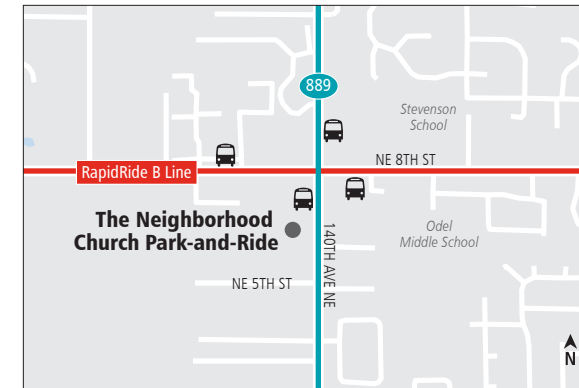 889
Stevenson
School
NE 8TH ST
RapidRide B Line
The Neighborhood
Church Park-and-Ride
140TH AVE NE
Odel
Middle School
NE 5TH ST
N